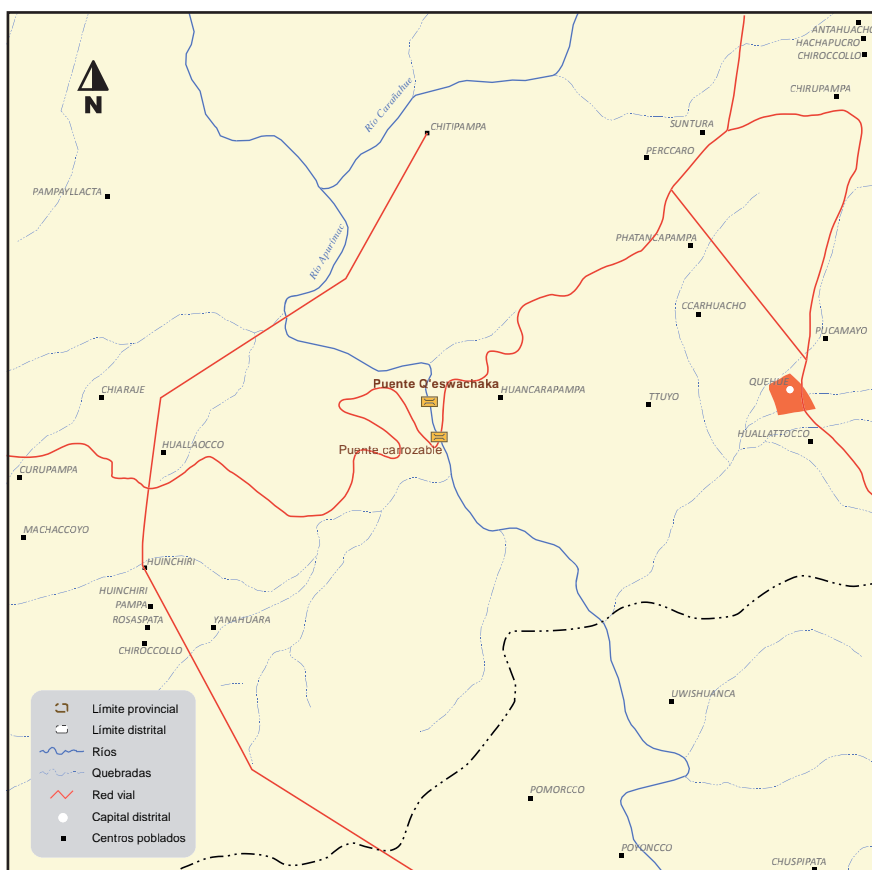 ANTAHUACHO
HACHAPUCRO
CHIROCCOLLO
N
Río Carañahue
CHIRUPAMPA
CHITIPAMPA
SUNTURA
PERCCARO
PAMPAYLLACTA
Río Apurímac
PHATANCAPAMPA
CCARHUACHO
PUCAMAYO
Puente Q'eswachaka
QUEHUE
CHIARAJE
HUANCARAPAMPA
TTUYO
HUALLATTOCCO
HUALLAOCCO
Puente carrozable
CURUPAMPA
MACHACCOYO
HUINCHIRI
HUINCHIRI
PAMPA
ROSASPATA
YANAHUARA
CHIROCCOLLO
UWISHUANCA
Límite provincial
Límite distrital
Ríos
Quebradas
Red vial
Capital distrital
Centros poblados
POMORCCO
POYONCCO
CHUSPIPATA